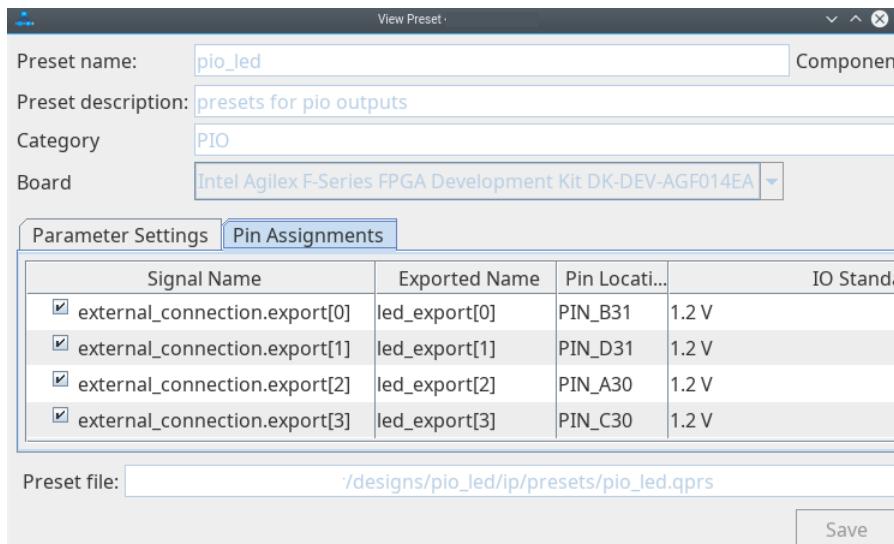 View Preset
Preset name: pio_led Componen
Preset description: presets for pio outputs
Category PIO
Board Intel Agilex F-Series FPGA Development Kit DK-DEV-AGF014EA
Parameter Settings Pin Assignments
Signal Name Exported Name Pin Locati... IO Standa
external_connection.export[0] led_export[0] PIN_B31 1.2 V
external_connection.export[1] led_export[1] PIN_D31 1.2 V
external_connection.export[2] led_export[2] PIN_A30 1.2 V
external_connection.export[3] led_export[3] PIN_C30 1.2 V
Preset file: /designs/pio_led/ip/presets/pio_led.qprs
Save